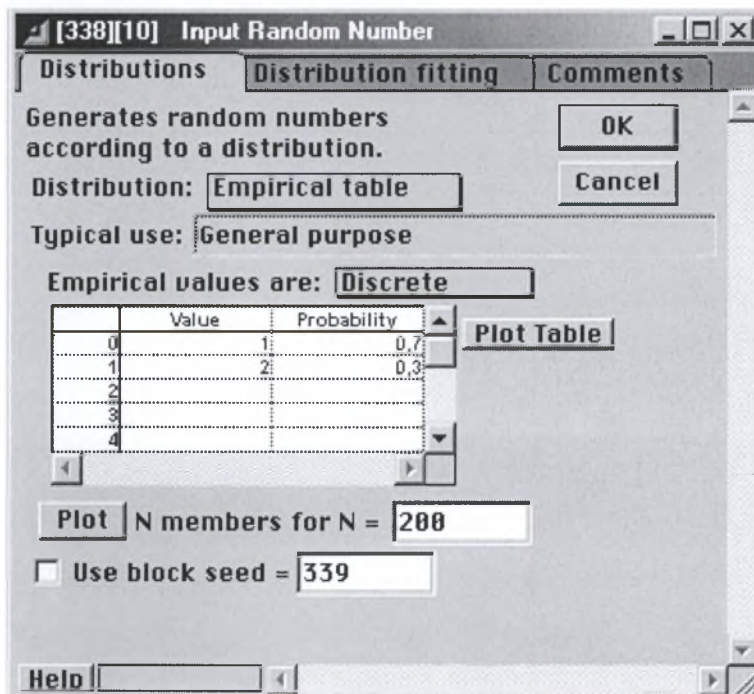 [338][10] Input Random Number
Distributions Distribution fitting Comments
Generates random numbers
according to a distribution.
OK
Cancel
Distribution: Empirical table
Typical use: General purpose
Empirical values are: Discrete
Value Probability
0 1 0,7
1 2 0,3
2
3
4
Plot Table
Plot N members for N = 200
Use block seed = 339
Help